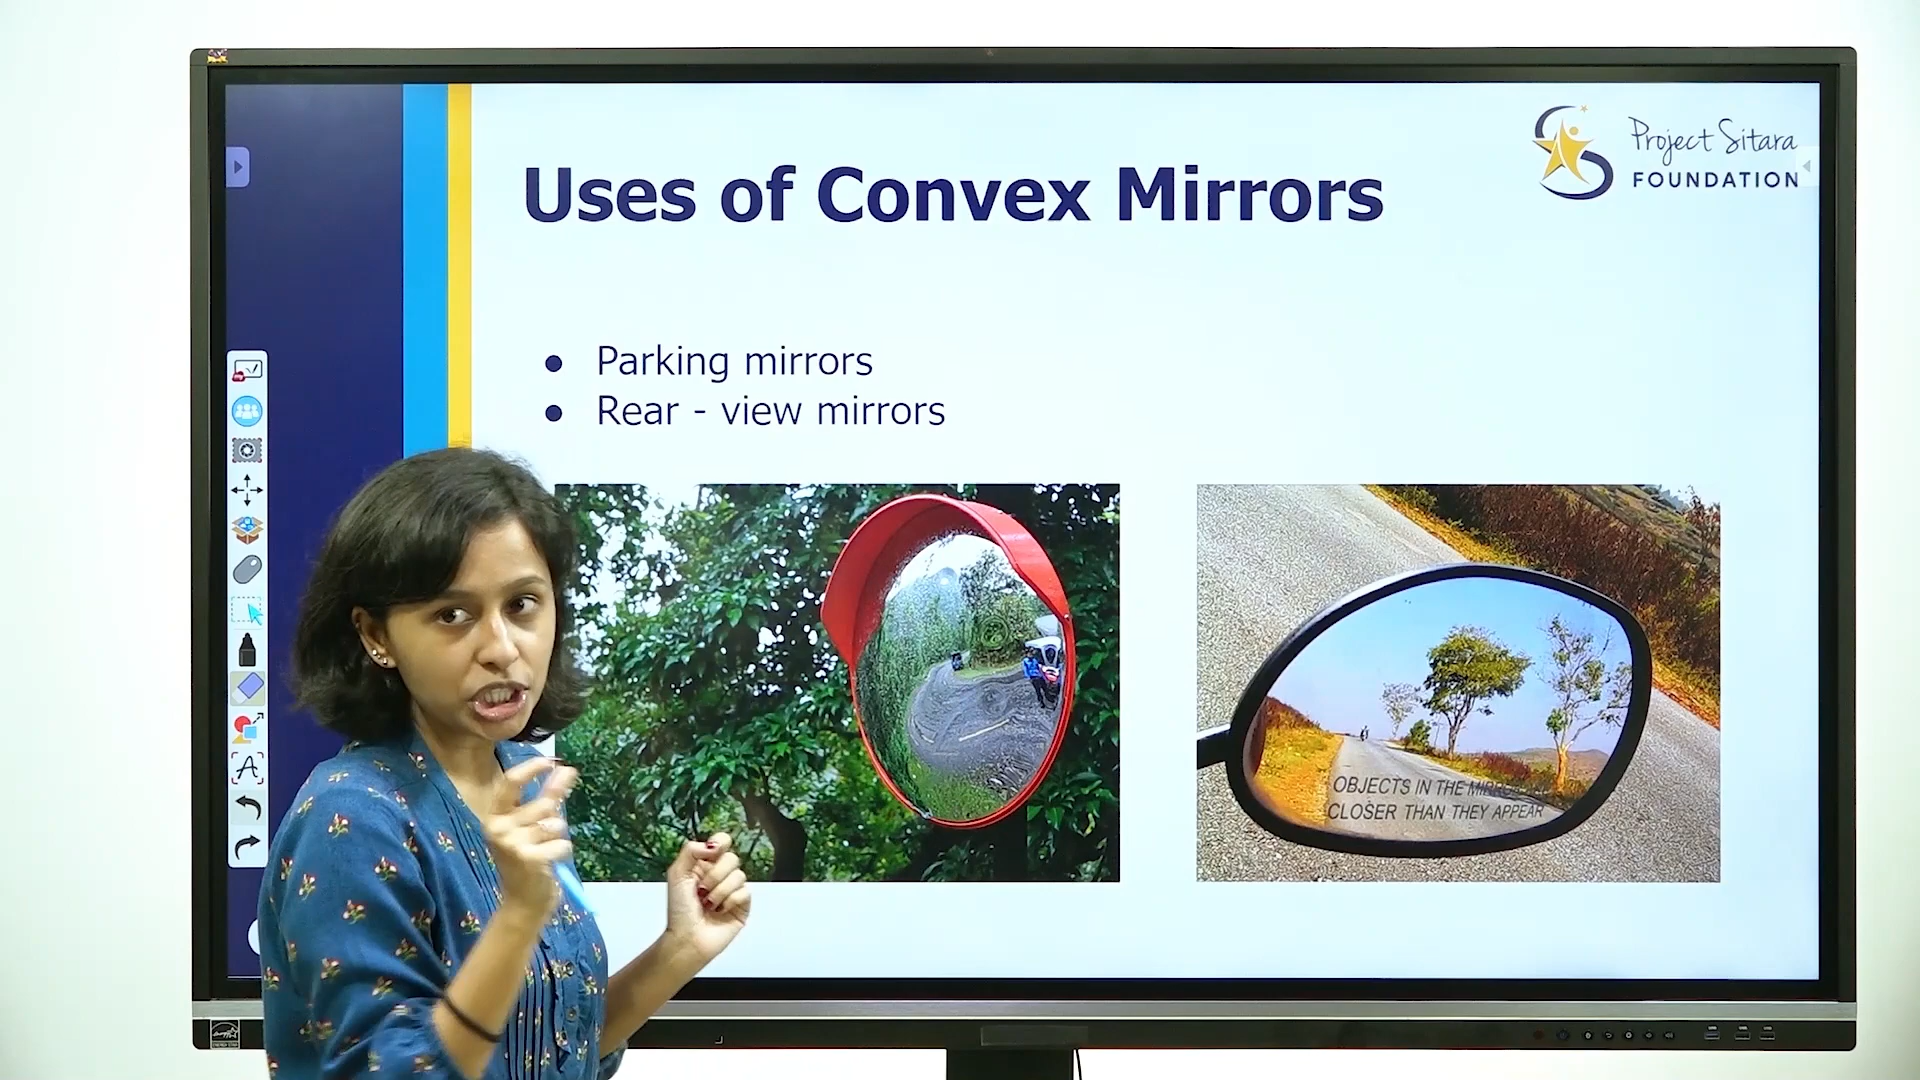 Project Sitara
FOUNDATION
Uses of Convex Mirrors
● Parking mirrors
● Rear - view mirrors
OBJECTS IN THE
CLOSER THAN THEY APPEAR